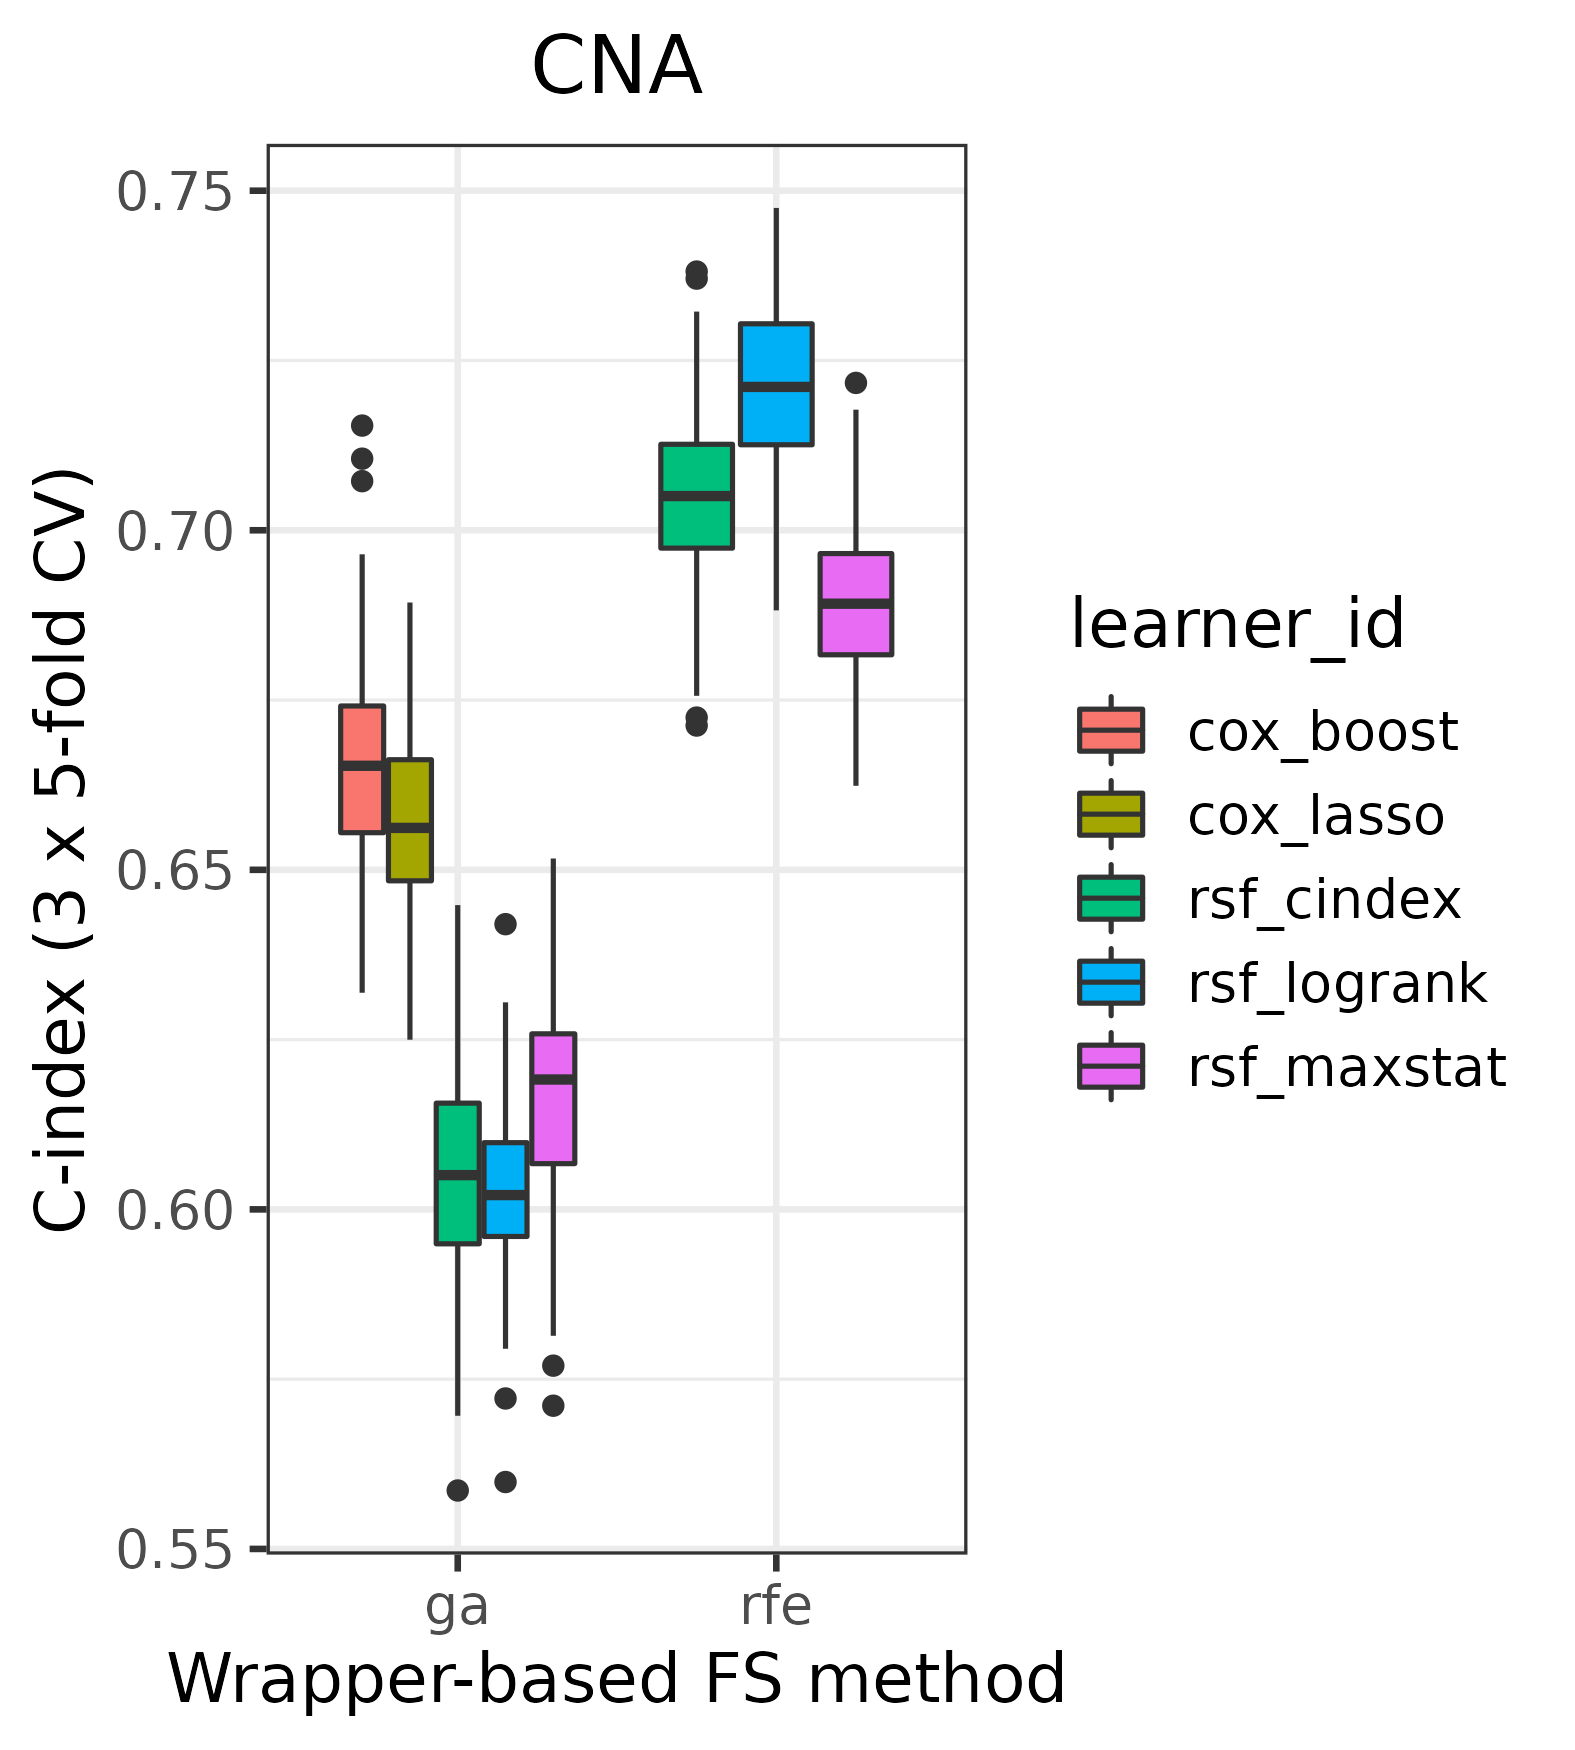 CNA
C-index (3 x 5-fold CV)
0.75
0.70
0.65
0.60
0.55
ga
rfe
Wrapper-based FS method
learner_id
cox_boost
cox_lasso
rsf_cindex
rsf_logrank
rsf_maxstat